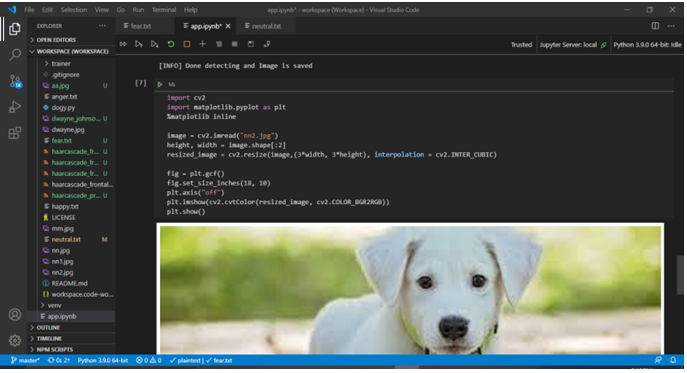 File Edit Selection View Go Run Terminal Help
app.ipynb* - workspace (Workspace) - Visual Studio Code
EXPLORER
fear.txt
app.ipynb*
neutral.txt
OPEN EDITORS
WORKSPACE (WORKSPACE)
trainer
.gitignore
aa.jpg U
anger.txt
dogy.py
dwayne_johnso... U
dwayne.jpg
fear.txt U
haarcascade_fr... U
haarcascade_fr... U
haarcascade_fr... U
haarcascade_frontal...
haarcascade_pr... U
happy.txt
LICENSE
mm.jpg
neutral.txt M
nn.jpg
nn1.jpg
nn2.jpg
README.md
workspace.code-wo...
venv
app.ipynb
OUTLINE
TIMELINE
NPM SCRIPTS
Trusted
Jupyter Server: local
Python 3.9.0 64-bit: Idle
[INFO] Done detecting and Image is saved
[7]
import cv2
import matplotlib.pyplot as plt
%matplotlib inline
image = cv2.imread("nn2.jpg")
height, width = image.shape[:2]
resized_image = cv2.resize(image,(3*width, 3*height), interpolation = cv2.INTER_CUBIC)
fig = plt.gcf()
fig.set_size_inches(18, 10)
plt.axis("off")
plt.imshow(cv2.cvtColor(resized_image, cv2.COLOR_BGR2RGB))
plt.show()
master*
Python 3.9.0 64-bit
0 0
plaintext | fear.txt